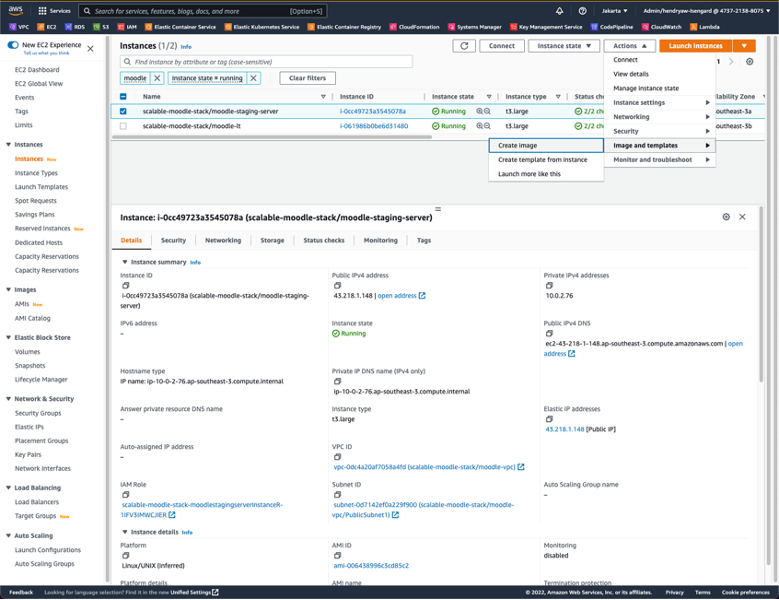 aws
Services
Search for services, features, blogs, docs, and more
[Option+S]
Jakarta
Admin/hendryaw-isengard @ 4757-2138-8075
VPC
EC2
RDS
S3
IAM
Elastic Container Service
Elastic Kubernetes Service
Elastic Container Registry
CloudFormation
Systems Manager
Key Management Service
CodePipeline
CloudWatch
Lambda
New EC2 Experience
Tell us what you think
EC2 Dashboard
EC2 Global View
Events
Tags
Limits
Instances
Instances New
Instance Types
Launch Templates
Spot Requests
Savings Plans
Reserved Instances New
Dedicated Hosts
Capacity Reservations
Capacity Reservations
Images
AMIs New
AMI Catalog
Elastic Block Store
Volumes
Snapshots
Lifecycle Manager
Network & Security
Security Groups
Elastic IPs
Placement Groups
Key Pairs
Network Interfaces
Load Balancing
Load Balancers
Target Groups New
Auto Scaling
Launch Configurations
Auto Scaling Groups
Instances (1/2) Info
Connect
Instance state
Actions
Launch instances
Find instance by attribute or tag (case-sensitive)
1
moodle
Instance state = running
Clear filters
Name
Instance ID
Instance state
Instance type
Status che
lability Zone
scalable-moodle-stack/moodle-staging-server
i-0cc49723a3545078a
Running
t3.large
2/2 che
southeast-3a
scalable-moodle-stack/moodle-lt
i-061986b0be6d31480
Running
t3.large
2/2 che
southeast-3b
Connect
View details
Manage instance state
Instance settings
Networking
Security
Image and templates
Monitor and troubleshoot
Create image
Create template from instance
Launch more like this
Instance: i-0cc49723a3545078a (scalable-moodle-stack/moodle-staging-server)
Details
Security
Networking
Storage
Status checks
Monitoring
Tags
Instance summary Info
Instance ID
i-0cc49723a3545078a (scalable-moodle-stack/moodle-staging-
server)
Public IPv4 address
43.218.1.148 | open address
Private IPv4 addresses
10.0.2.76
IPv6 address
–
Instance state
Running
Public IPv4 DNS
ec2-43-218-1-148.ap-southeast-3.compute.amazonaws.com | open
address
Hostname type
IP name: ip-10-0-2-76.ap-southeast-3.compute.internal
Private IP DNS name (IPv4 only)
ip-10-0-2-76.ap-southeast-3.compute.internal
Answer private resource DNS name
–
Instance type
t3.large
Elastic IP addresses
43.218.1.148 [Public IP]
Auto-assigned IP address
–
VPC ID
vpc-0dc4a20af7058a4fd (scalable-moodle-stack/moodle-vpc)
IAM Role
scalable-moodle-stack-moodlestagingserverInstanceR-
1IFV3IMWCJIER
Subnet ID
subnet-0d7142ef0a229f900 (scalable-moodle-stack/moodle-
vpc/PublicSubnet1)
Auto Scaling Group name
–
Instance details Info
Platform
Linux/UNIX (Inferred)
AMI ID
ami-006438996c3cd85c2
Monitoring
disabled
Platform details
AMI name
Termination protection
Feedback
Looking for language selection? Find it in the new Unified Settings
© 2022, Amazon Web Services, Inc. or its affiliates.
Privacy
Terms
Cookie preferences